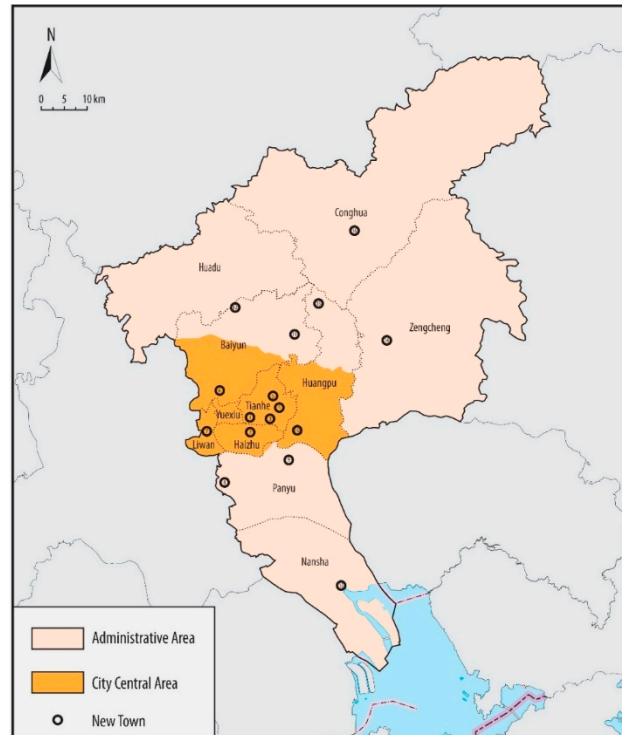 N
0 5 10 km
Conghua
Huadu
Zengcheng
Baiyun
Huangpu
Tianhe
Yuexiu
Liwan
Haizhu
Panyu
Nansha
Administrative Area
City Central Area
New Town